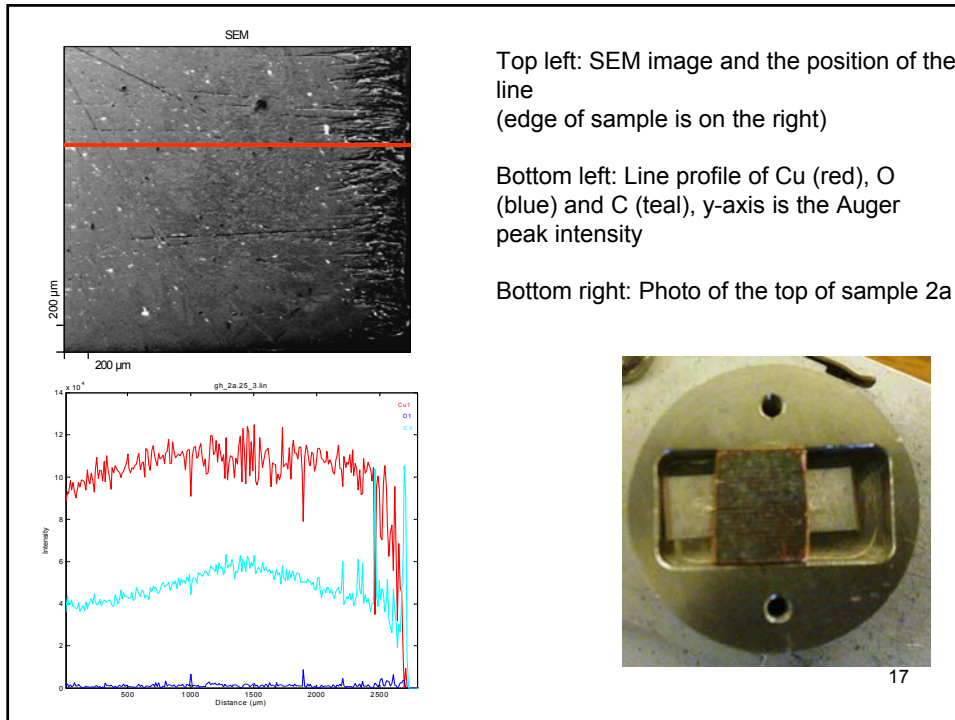 SEM
Top left: SEM image and the position of the
line
(edge of sample is on the right)
Bottom left: Line profile of Cu (red), O
(blue) and C (teal), y-axis is the Auger
peak intensity
Bottom right: Photo of the top of sample 2a
200 µm
200 µm
x 10⁴
gh_2a.25_3.lin
14
12
10
8
6
4
2
0
Cu1
O1
C1
Intensity
500
1000
1500
2000
2500
Distance (µm)
17